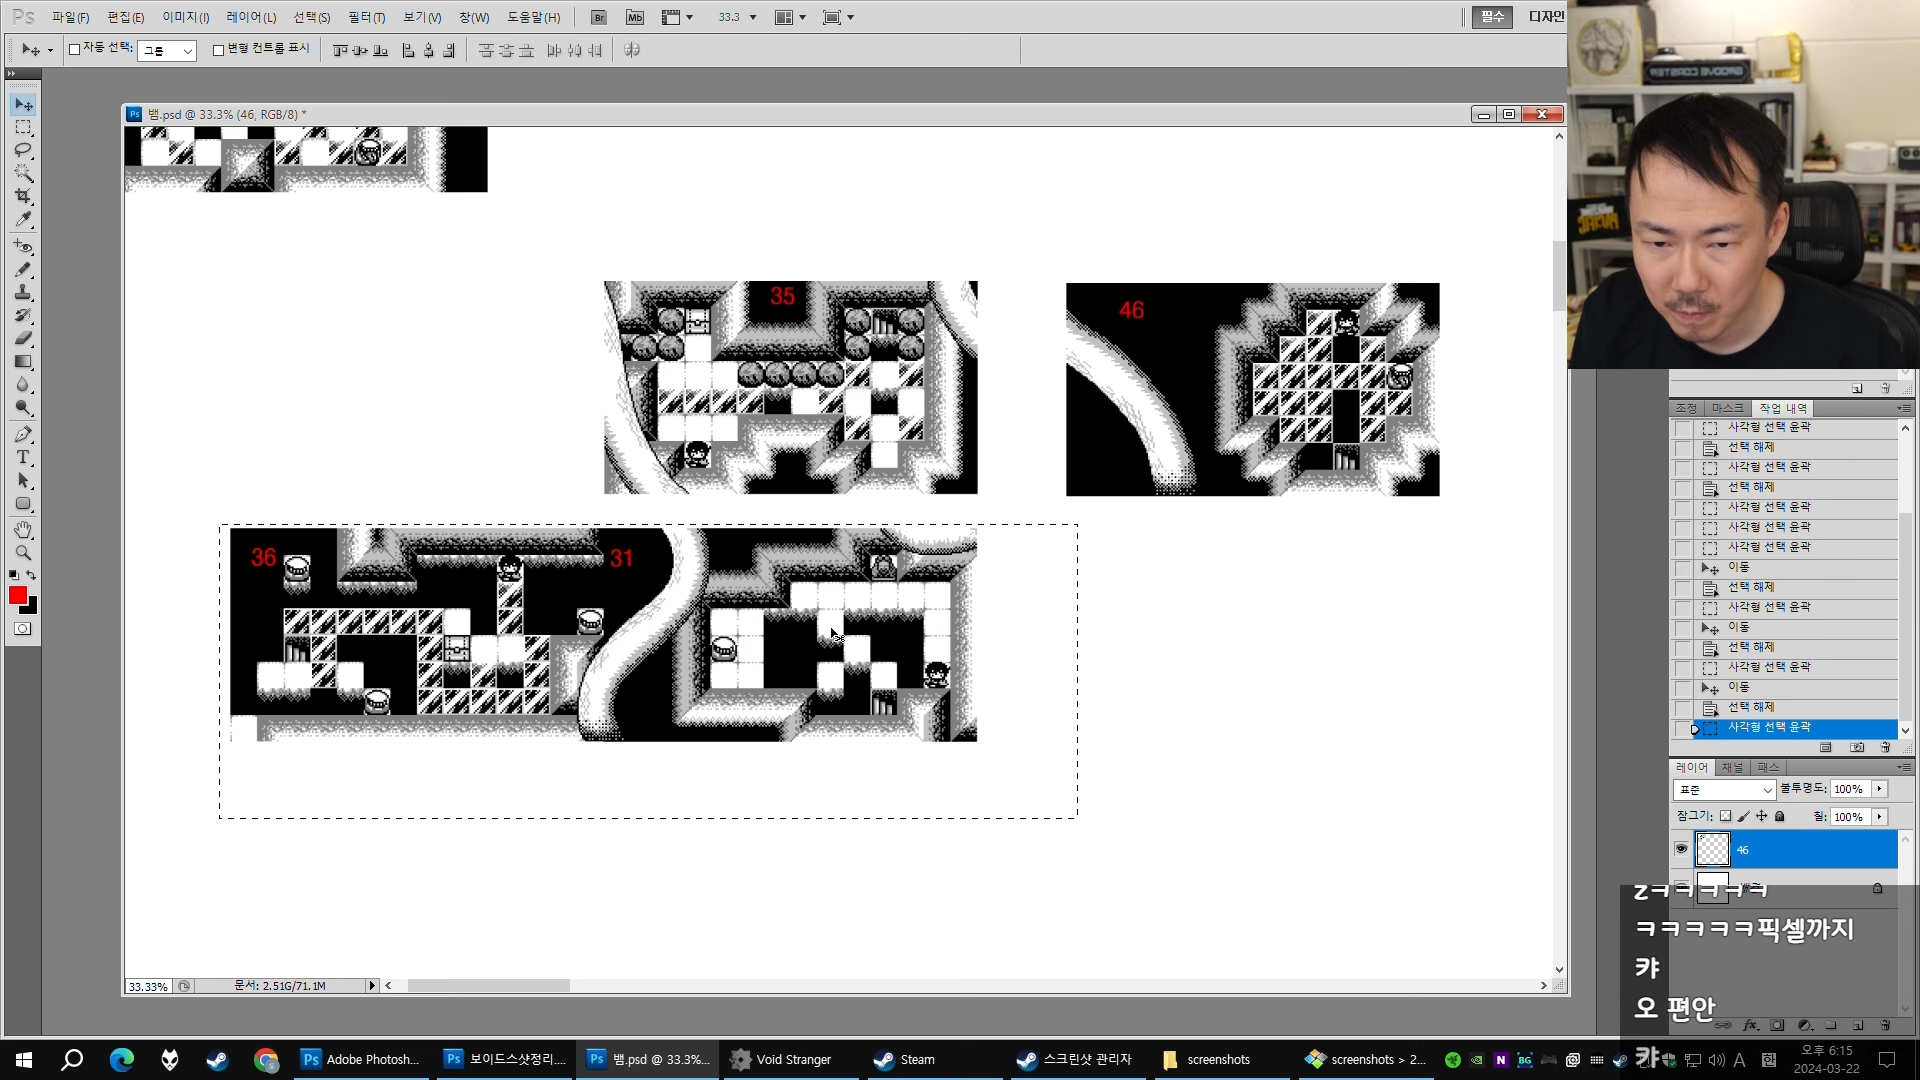 Ps 파일(F) 편집(E) 이미지(I) 레이어(L) 선택(S) 필터(T) 보기(V) 창(W) 도움말(H) Br Mb 33.3 필수 디자인
자동 선택: 그룹 변형 컨트롤 표시
Ps 뱀.psd @ 33.3% (46, RGB/8) *
35
46
36
31
조정 마스크 작업 내역
사각형 선택 윤곽
선택 해제
사각형 선택 윤곽
선택 해제
사각형 선택 윤곽
사각형 선택 윤곽
사각형 선택 윤곽
이동
선택 해제
사각형 선택 윤곽
이동
선택 해제
사각형 선택 윤곽
이동
선택 해제
사각형 선택 윤곽
레이어 채널 패스
표준 불투명도: 100%
잠그기: 칠: 100%
46
zㅋㅋㅋㅋㅋ
ㅋㅋㅋㅋㅋ픽셀까지
캬
오 편안
캬
33.33% 문서: 2.51G/71.1M
Ps Adobe Photosh... Ps 보이드스샷정리.... Ps 뱀.psd @ 33.3%... Void Stranger Steam 스크린샷 관리자 screenshots screenshots > 2... N BG A 한 오후 6:15
2024-03-22